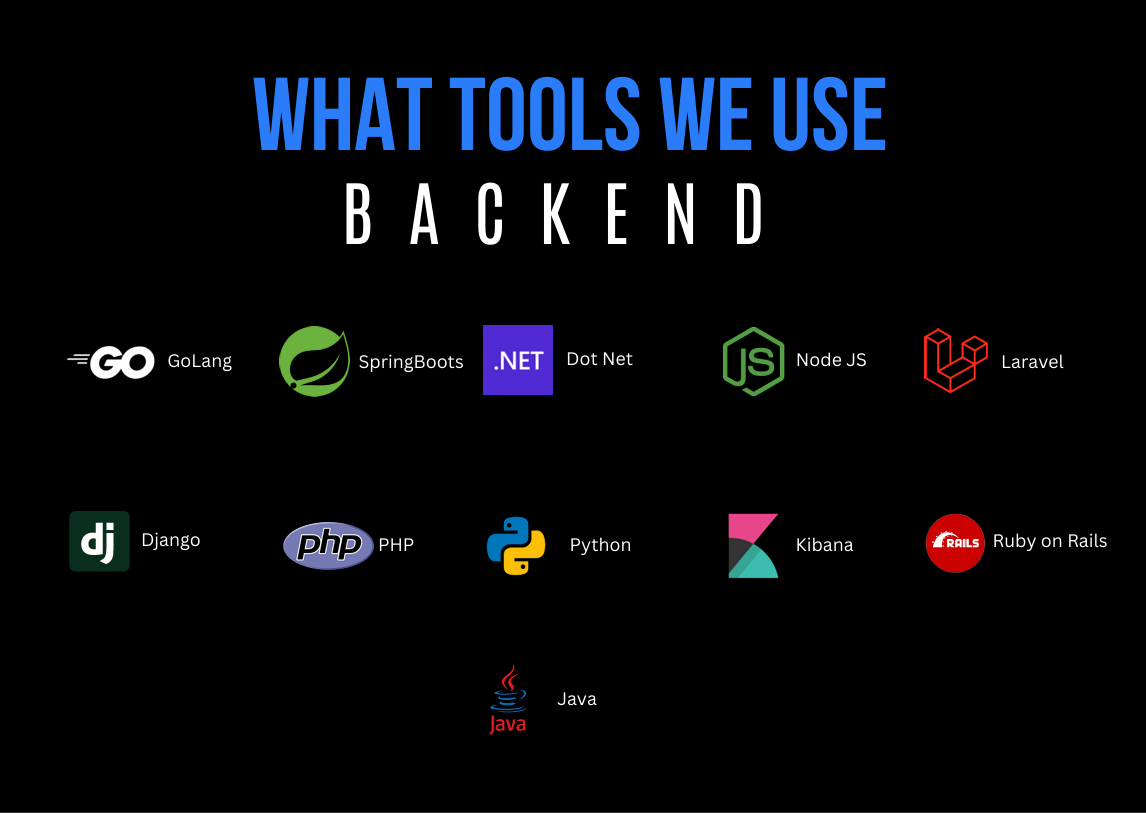 WHAT TOOLS WE USE
BACKEND
GO GoLang
SpringBoots
.NET Dot Net
JS Node JS
Laravel
dj Django
php PHP
Python
Kibana
RAILS Ruby on Rails
Java Java